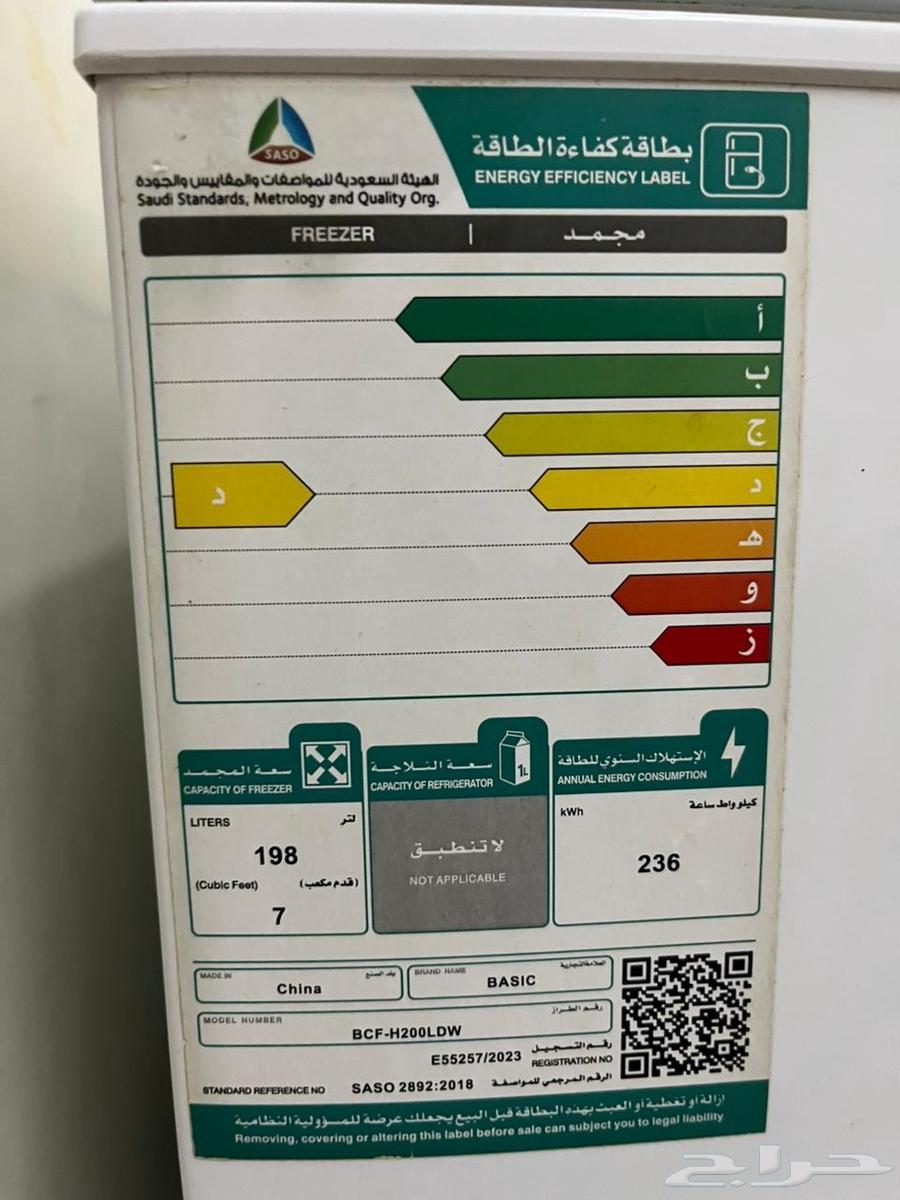 بطاقة كفاءة الطاقة
ENERGY EFFICIENCY LABEL
SASO
الهيئة السعودية للمواصفات والمقاييس والجودة
Saudi Standards, Metrology and Quality Org.
FREEZER | مجمد
أ
ب
ج
د
د
هـ
و
ز
سعة المجمد
CAPACITY OF FREEZER
LITERS لتر
198
(Cubic Feet) (قدم مكعب)
7
1L
سعة الثلاجة
CAPACITY OF REFRIGERATOR
لا تنطبق
NOT APPLICABLE
الإستهلاك السنوي للطاقة
ANNUAL ENERGY CONSUMPTION
kWh كيلو واط ساعة
236
MADE IN بلد الصنع
China
BRAND NAME العلامة التجارية
BASIC
MODEL NUMBER رقم الطراز
BCF-H200LDW
E55257/2023 رقم التسجيل
REGISTRATION NO
STANDARD REFERENCE NO SASO 2892:2018 الرقم المرجعي للمواصفة
ازالة أو تغطية أو العبث بهذه البطاقة قبل البيع يجعلك عرضة للمسؤولية النظامية
Removing, covering or altering this label before sale can subject you to legal liability
حراج